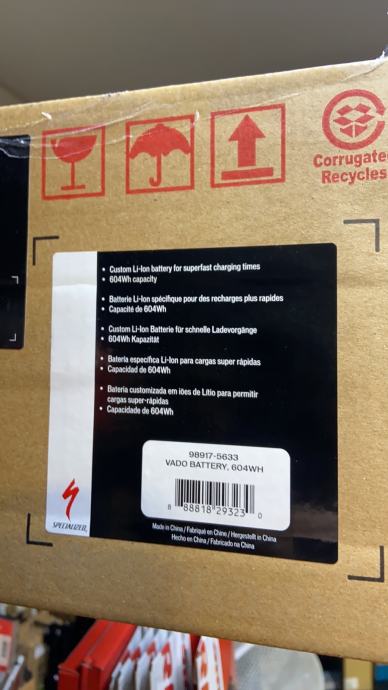 Corrugated
Recycles
• Custom Li-Ion battery for superfast charging times
• 604Wh capacity
• Batterie Li-Ion spécifique pour des recharges plus rapides
• Capacité de 604Wh
• Custom Li-Ion Batterie für schnelle Ladevorgänge
• 604Wh Kapazität
• Batería específica Li-Ion para cargas super rápidas
• Capacidad de 604Wh
• Bateria customizada em iões de Lítio para permitir
cargas super-rápidas
• Capacidade de 604Wh
98917-5633
VADO BATTERY, 604WH
8 88818 29323 0
SPECIALIZED
Made in China / Fabriqué en Chine / Hergestellt in China
Hecho en China / Fabricado na China